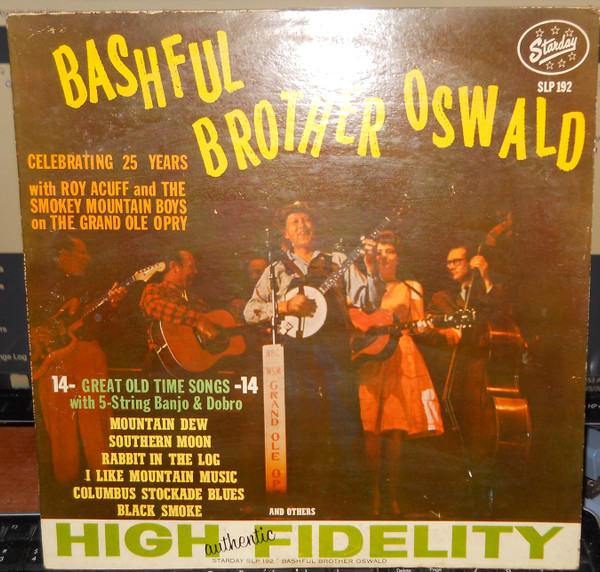 Starday
SLP 192
BASHFUL
BROTHER OSWALD
CELEBRATING 25 YEARS
with ROY ACUFF and THE
SMOKEY MOUNTAIN BOYS
on THE GRAND OLE OPRY
NBC
WSM
GRAND OLE OP
14- GREAT OLD TIME SONGS -14
with 5-String Banjo & Dobro
MOUNTAIN DEW
SOUTHERN MOON
RABBIT IN THE LOG
I LIKE MOUNTAIN MUSIC
COLUMBUS STOCKADE BLUES
BLACK SMOKE
AND OTHERS
HIGH authentic FIDELITY
STARDAY SLP 192 BASHFUL BROTHER OSWALD